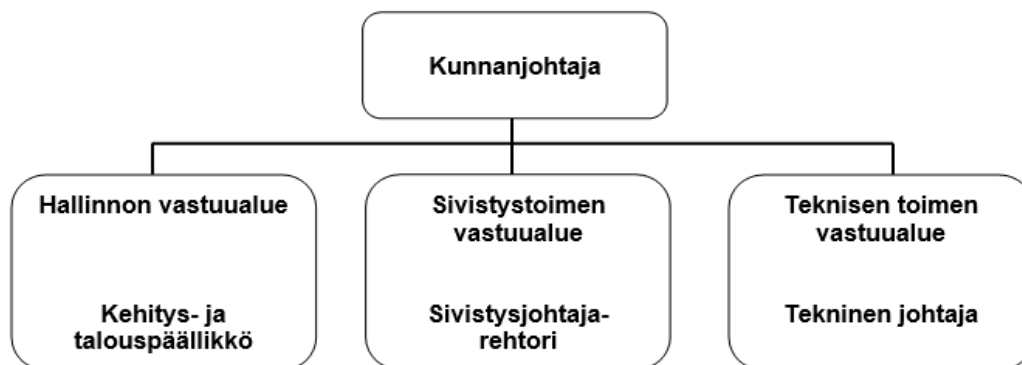 Kunnanjohtaja
Hallinnon vastuualue
Kehitys- ja
talouspäällikkö
Sivistystoimen
vastuualue
Sivistysjohtaja-
rehtori
Teknisen toimen
vastuualue
Tekninen johtaja